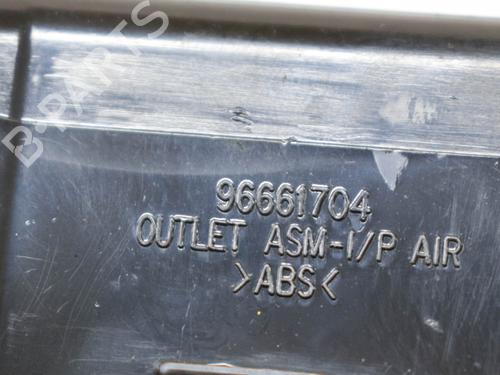 B-PARTS
96661704
OUTLET ASM-I/P AIR
>ABS<